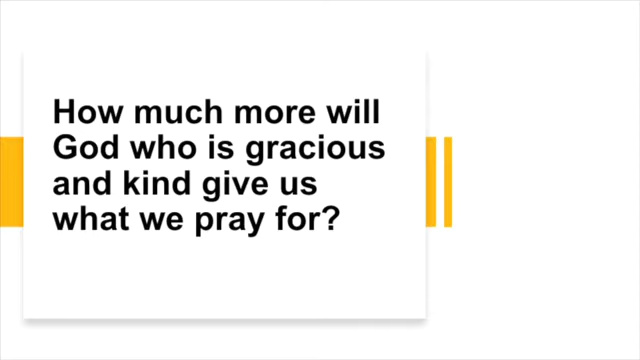 How much more will
God who is gracious
and kind give us
what we pray for?